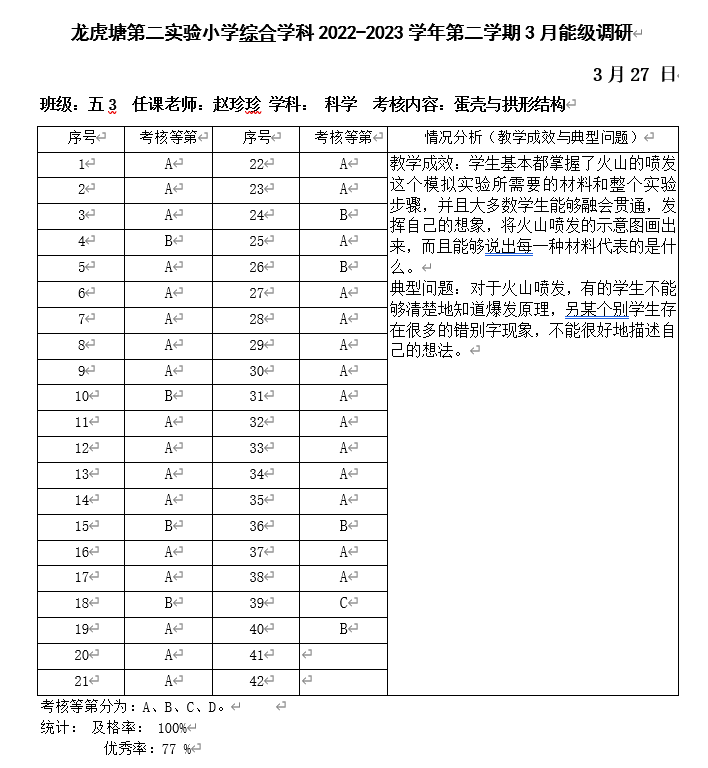 龙虎塘第二实验小学综合学科2022-2023学年第二学期3月能级调研
3月27 日
班级：五3 任课老师：赵珍珍 学科： 科学 考核内容：蛋壳与拱形结构
序号 考核等第 序号 考核等第 情况分析（教学成效与典型问题）
1 A 22 A
2 A 23 A
3 A 24 B
4 B 25 A
5 A 26 B
6 A 27 A
7 A 28 A
8 A 29 A
9 A 30 A
10 B 31 A
11 A 32 A
12 A 33 A
13 A 34 A
14 A 35 A
15 B 36 B
16 A 37 A
17 A 38 A
18 B 39 C
19 A 40 B
20 A 41
21 A 42
教学成效：学生基本都掌握了火山的喷发
这个模拟实验所需要的材料和整个实验
步骤，并且大多数学生能够融会贯通，发
挥自己的想象，将火山喷发的示意图画出
来，而且能够说出每一种材料代表的是什
么。
典型问题：对于火山喷发，有的学生不能
够清楚地知道爆发原理，另某个别学生存
在很多的错别字现象，不能很好地描述自
己的想法。
考核等第分为：A、B、C、D。
统计： 及格率： 100%
优秀率：77 %